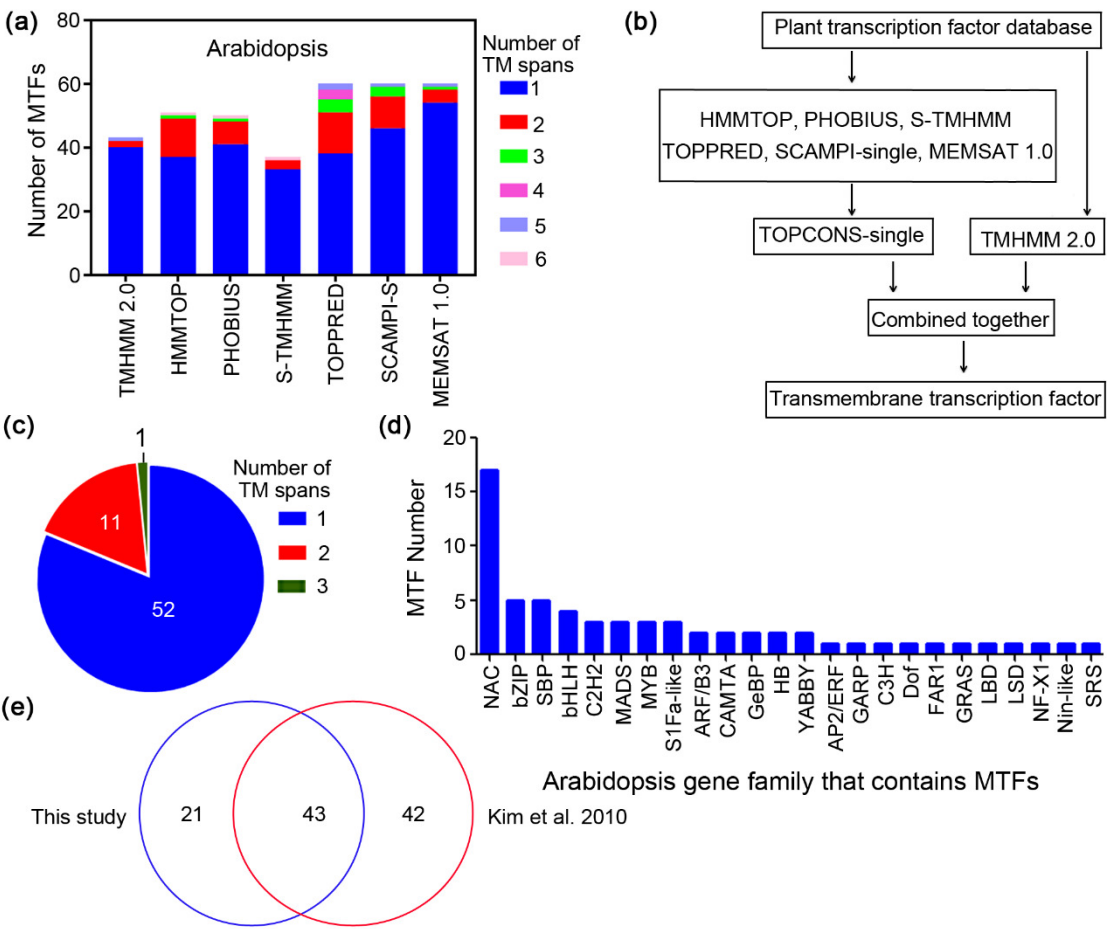 (a)
80
60
40
20
0
Number of MTFs
Arabidopsis
Number of
TM spans
1
2
3
4
5
6
TMHMM 2.0
HMMTOP
PHOBIUS
S-TMHMM
TOPPRED
SCAMPI-S
MEMSAT 1.0
(b)
Plant transcription factor database
HMMTOP, PHOBIUS, S-TMHMM
TOPPRED, SCAMPI-single, MEMSAT 1.0
TOPCONS-single
TMHMM 2.0
Combined together
Transmembrane transcription factor
(c)
1
11
52
Number of
TM spans
1
2
3
(d)
20
15
10
5
0
MTF Number
NAC
bZIP
SBP
bHLH
C2H2
MADS
MYB
S1Fa-like
ARF/B3
CAMTA
GeBP
HB
YABBY
AP2/ERF
GARP
C3H
Dof
FAR1
GRAS
LBD
LSD
NF-X1
Nin-like
SRS
Arabidopsis gene family that contains MTFs
(e)
This study
21
43
42
Kim et al. 2010